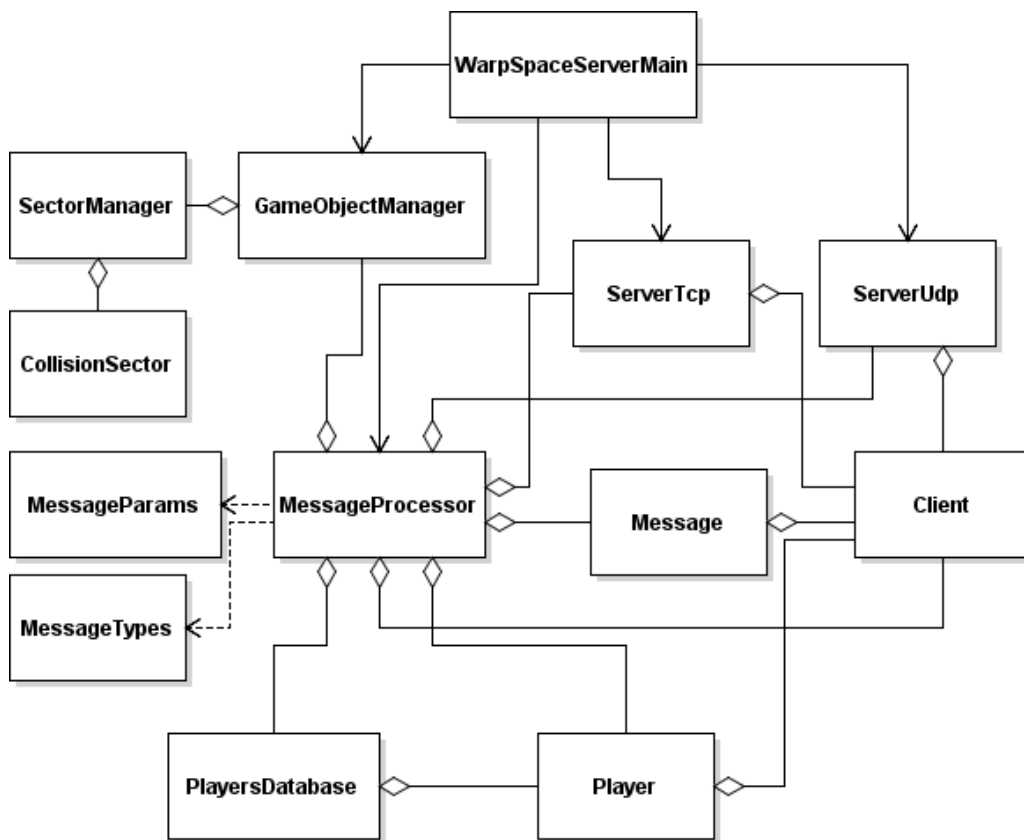 WarpSpaceServerMain
SectorManager
GameObjectManager
ServerTcp
ServerUdp
CollisionSector
MessageParams
MessageProcessor
Message
Client
MessageTypes
PlayersDatabase
Player